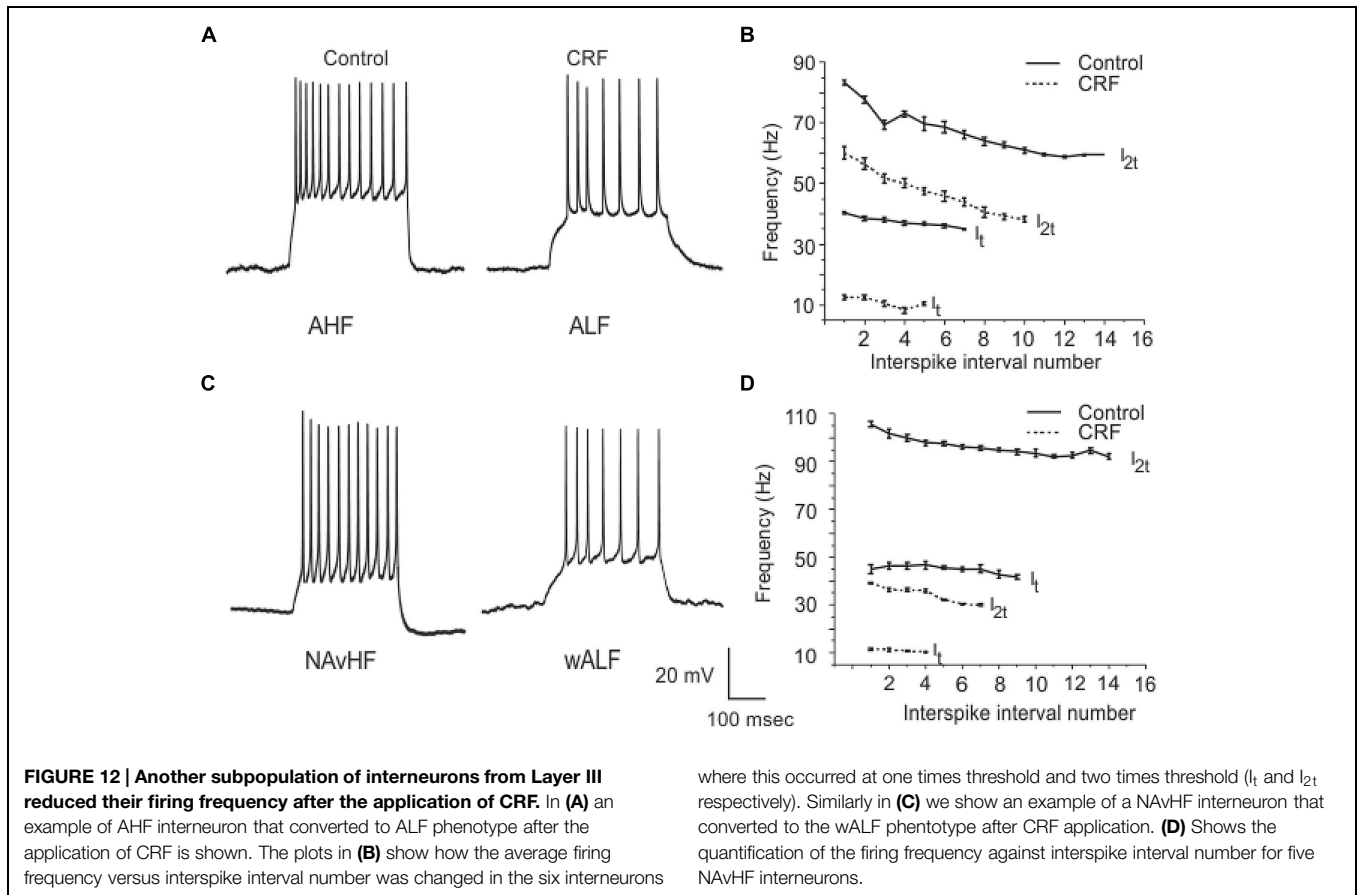 A
Control
CRF
AHF
ALF
B
Control
CRF
Frequency (Hz)
90
70
50
30
10
I2t
I2t
It
It
2 4 6 8 10 12 14 16
Interspike interval number
C
NAvHF
wALF
20 mV
100 msec
D
Control
CRF
Frequency (Hz)
110
90
70
50
30
10
I2t
It
I2t
It
2 4 6 8 10 12 14 16
Interspike interval number
FIGURE 12 | Another subpopulation of interneurons from Layer III
reduced their firing frequency after the application of CRF. In (A) an
example of AHF interneuron that converted to ALF phenotype after the
application of CRF is shown. The plots in (B) show how the average firing
frequency versus interspike interval number was changed in the six interneurons
where this occurred at one times threshold and two times threshold (It and I2t
respectively). Similarly in (C) we show an example of a NAvHF interneuron that
converted to the wALF phentotype after CRF application. (D) Shows the
quantification of the firing frequency against interspike interval number for five
NAvHF interneurons.